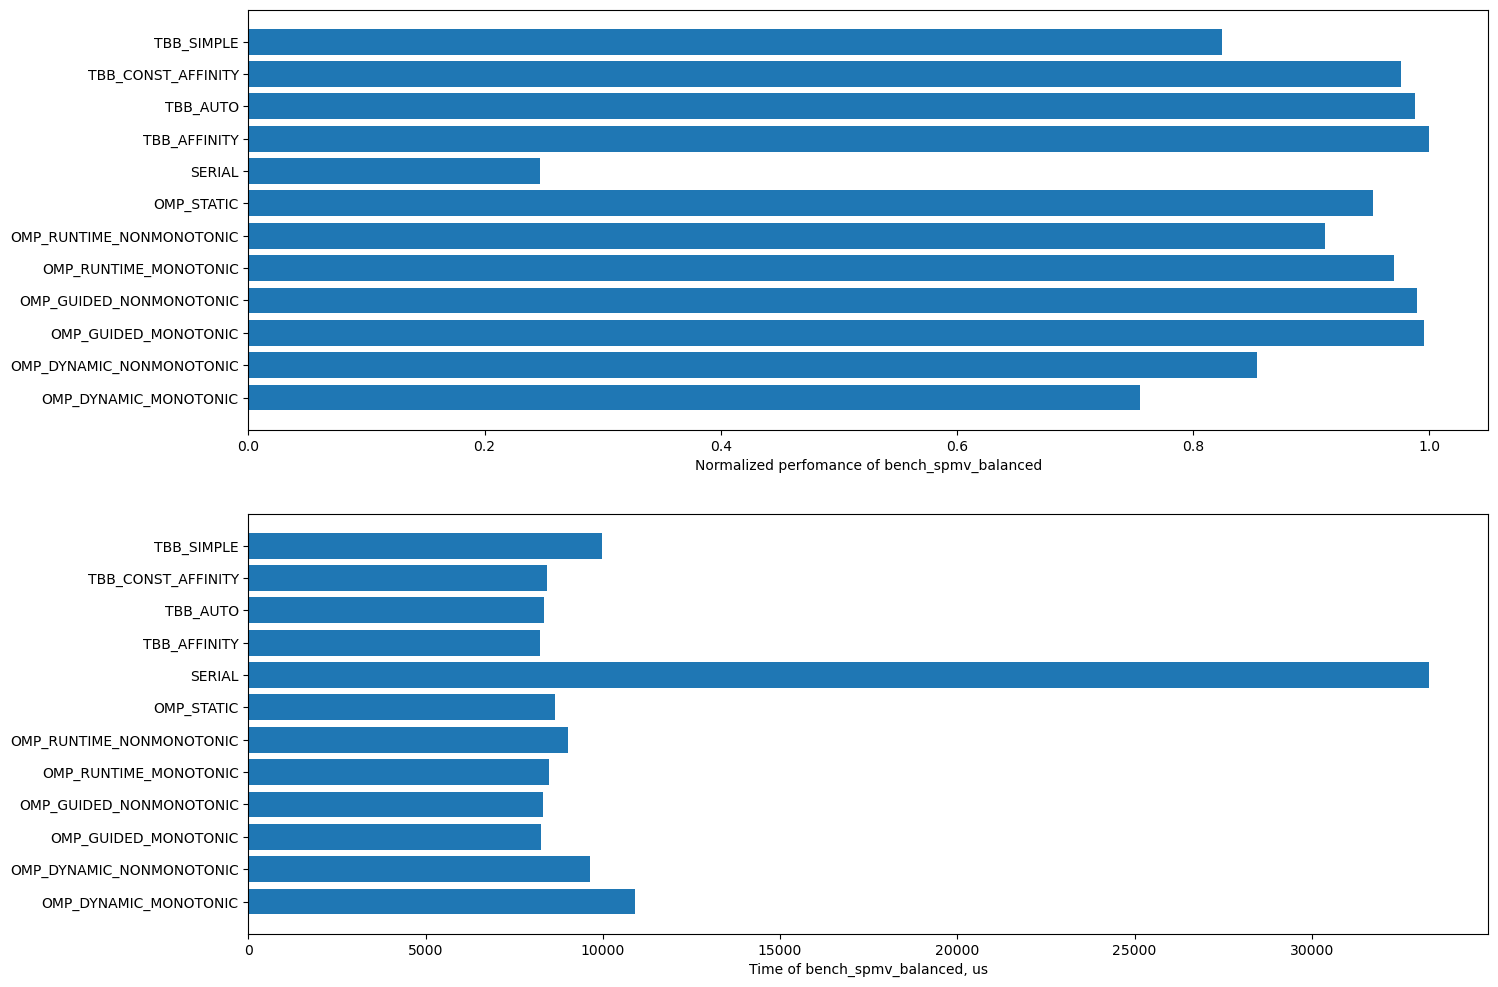 TBB_SIMPLE
TBB_CONST_AFFINITY
TBB_AUTO
TBB_AFFINITY
SERIAL
OMP_STATIC
OMP_RUNTIME_NONMONOTONIC
OMP_RUNTIME_MONOTONIC
OMP_GUIDED_NONMONOTONIC
OMP_GUIDED_MONOTONIC
OMP_DYNAMIC_NONMONOTONIC
OMP_DYNAMIC_MONOTONIC
0.0 0.2 0.4 0.6 0.8 1.0
Normalized perfomance of bench_spmv_balanced
TBB_SIMPLE
TBB_CONST_AFFINITY
TBB_AUTO
TBB_AFFINITY
SERIAL
OMP_STATIC
OMP_RUNTIME_NONMONOTONIC
OMP_RUNTIME_MONOTONIC
OMP_GUIDED_NONMONOTONIC
OMP_GUIDED_MONOTONIC
OMP_DYNAMIC_NONMONOTONIC
OMP_DYNAMIC_MONOTONIC
0 5000 10000 15000 20000 25000 30000
Time of bench_spmv_balanced, us